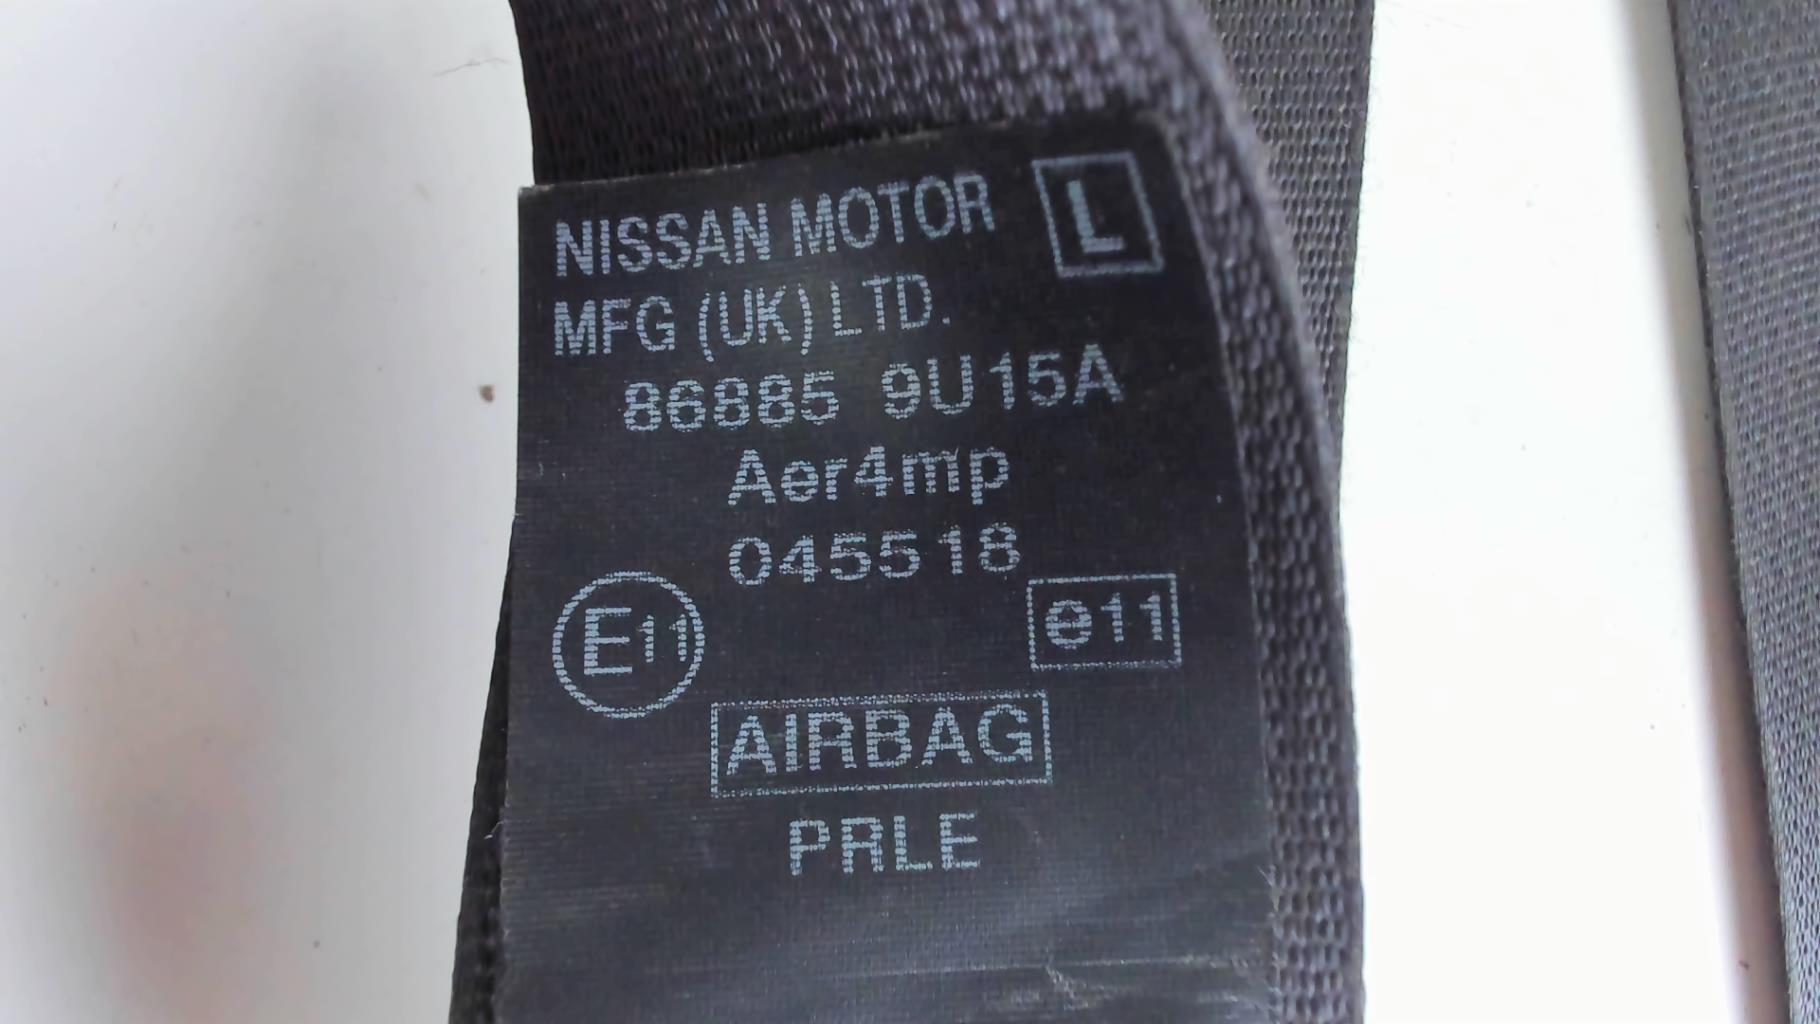 NISSAN MOTOR L
MFG (UK) LTD.
86885 9U15A
Aer4mp
045518
E11 e11
AIRBAG
PRLE